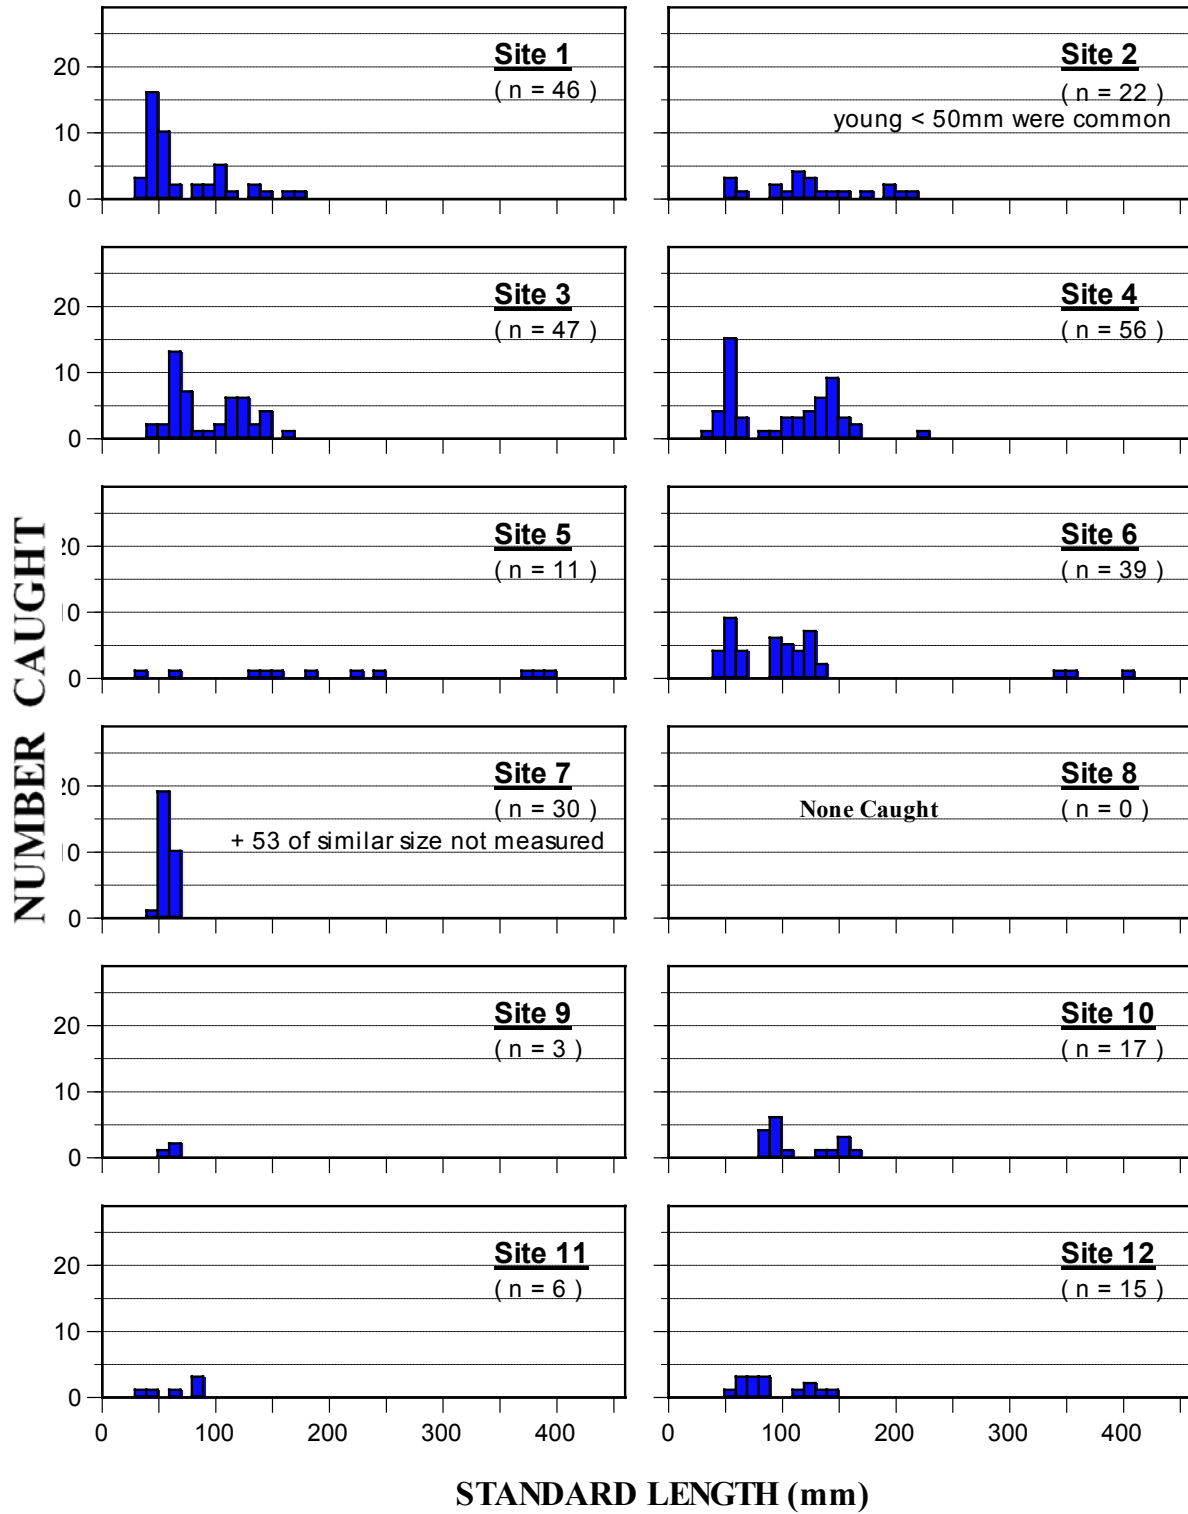 NUMBER CAUGHT
Site 1
( n = 46 )
20
10
0
Site 2
( n = 22 )
young < 50mm were common
Site 3
( n = 47 )
20
10
0
Site 4
( n = 56 )
Site 5
( n = 11 )
20
10
0
Site 6
( n = 39 )
Site 7
( n = 30 )
+ 53 of similar size not measured
20
10
0
Site 8
( n = 0 )
None Caught
Site 9
( n = 3 )
20
10
0
Site 10
( n = 17 )
Site 11
( n = 6 )
20
10
0
Site 12
( n = 15 )
0 100 200 300 400
0 100 200 300 400
STANDARD LENGTH (mm)